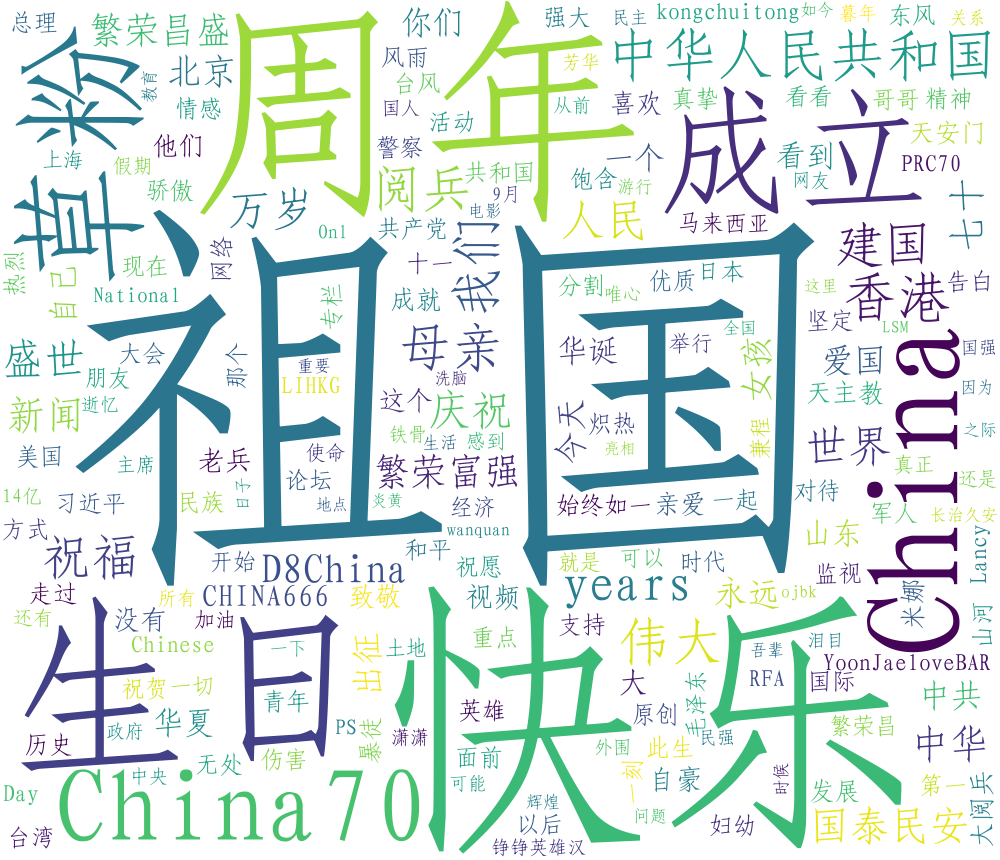 总理
繁荣昌盛
你们
强大
民主
kongchuitong
如今
暮年
东风
关系
粉
北京
教育
情感
周年
风雨
台风
国人
芳华
从前
喜欢
中华人民共和国
真挚
看看
哥哥
精神
上海
假期
他们
活动
警察
一个
成立
看到
网友
天安门
PRC70
草
骄傲
万岁
阅兵
共和国
饱含
游行
9月
电影
人民
马来西亚
七十
热烈
自己
现在
网络
Onl
共产党
十一
我们
建国
National
专栏
成就
祖国
分割
唯心
优质
日本
这里
香港
告白
盛世
大会
那个
重要
母亲
洗脑
华诞
举行
全国
坚定
LSM
爱国
国强
朋友
LIHKG
这个
庆祝
今天
炽热
女孩
天主教
因为
新闻
逝忆
铁骨
生活
感到
亮相
兼程
China
美国
主席
老兵
使命
繁荣富强
世界
之际
14亿
习近平
民族
日子
论坛
地点
炎黄
经济
始终如一
亲爱
一起
对待
真正
还是
方式
wanquan
军人
长治久安
祝福
开始
D8China
和平
祝愿
就是
可以
时代
山东
Lancy
走过
所有
CHINA666
致敬
视频
years
永远
ojbk
监视
米娜
山河
还有
没有
加油
Chinese
一下
土地
重点
支持
伟大
吾辈
泪目
YoonJaeloveBAR
生日
快乐
祝贺一切
出征
大
RFA
国际
中共
历史
政府
华夏
青年
PS
暴徒
潇潇
英雄
原创
毛泽东
民强
繁荣昌
中华
China70
中央
无处
伤害
面前
外围
此生
Day
可能
一刻
自豪
时候
发展
第一
大阅兵
台湾
辉煌
以后
问题
妇幼
国泰民安
铮铮英雄汉